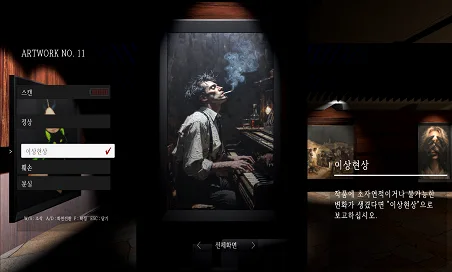 ARTWORK NO. 11
스캔
정상
이상현상
훼손
분실
전체화면
이상현상
작품에 초자연적이거나 불가능한
변화가 생겼다면 "이상현상"으로
보고하십시오.